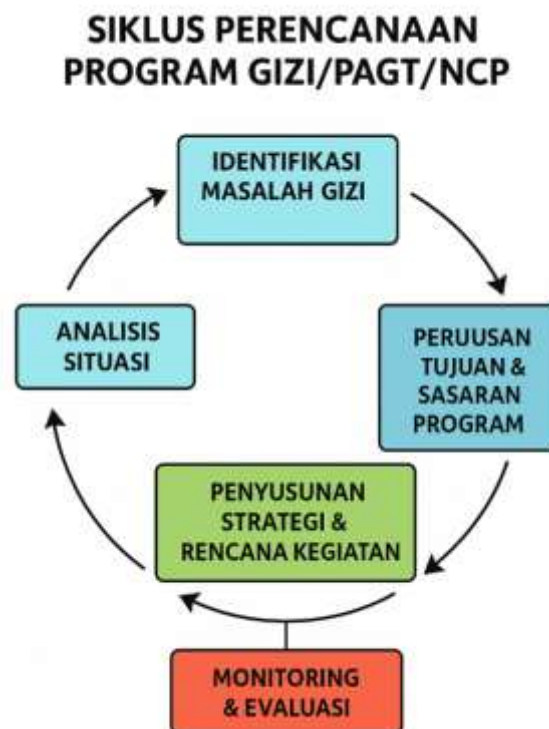 SIKLUS PERENCANAAN
PROGRAM GIZI/PAGT/NCP
IDENTIFIKASI
MASALAH GIZI
ANALISIS
SITUASI
PERUUSAN
TUJUAN &
SASARAN
PROGRAM
PENYUSUNAN
STRATEGI &
RENCANA KEGIATAN
MONITORING
& EVALUASI